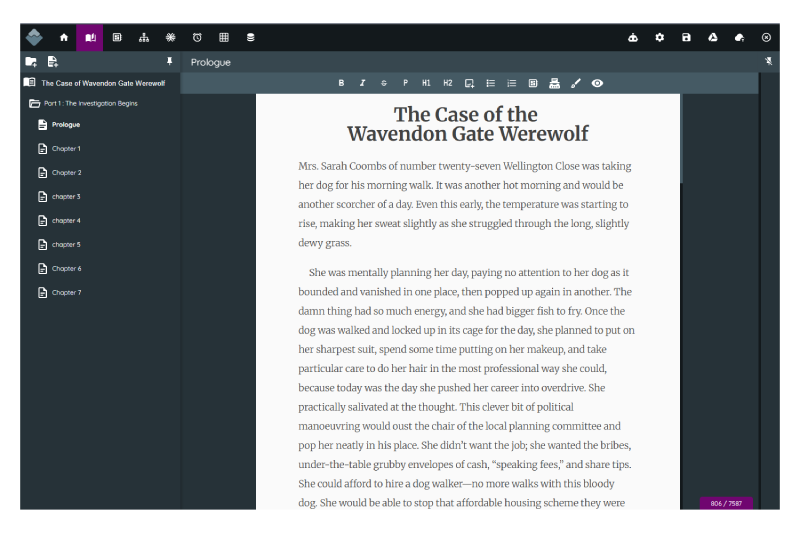 Prologue
B I S P H1 H2
The Case of Wavendon Gate Werewolf
Part 1: The Investigation Begins
Prologue
Chapter 1
Chapter 2
chapter 3
chapter 4
chapter 5
Chapter 6
Chapter 7
The Case of the
Wavendon Gate Werewolf
Mrs. Sarah Coombs of number twenty-seven Wellington Close was taking
her dog for his morning walk. It was another hot morning and would be
another scorcher of a day. Even this early, the temperature was starting to
rise, making her sweat slightly as she struggled through the long, slightly
dewy grass.
She was mentally planning her day, paying no attention to her dog as it
bounded and vanished in one place, then popped up again in another. The
damn thing had so much energy, and she had bigger fish to fry. Once the
dog was walked and locked up in its cage for the day, she planned to put on
her sharpest suit, spend some time putting on her makeup, and take
particular care to do her hair in the most professional way she could,
because today was the day she pushed her career into overdrive. She
practically salivated at the thought. This clever bit of political
manoeuvring would oust the chair of the local planning committee and
pop her neatly in his place. She didn't want the job; she wanted the bribes,
under-the-table grubby envelopes of cash, “speaking fees,” and share tips.
She could afford to hire a dog walker—no more walks with this bloody
dog. She would be able to stop that affordable housing scheme they were
806 / 7587